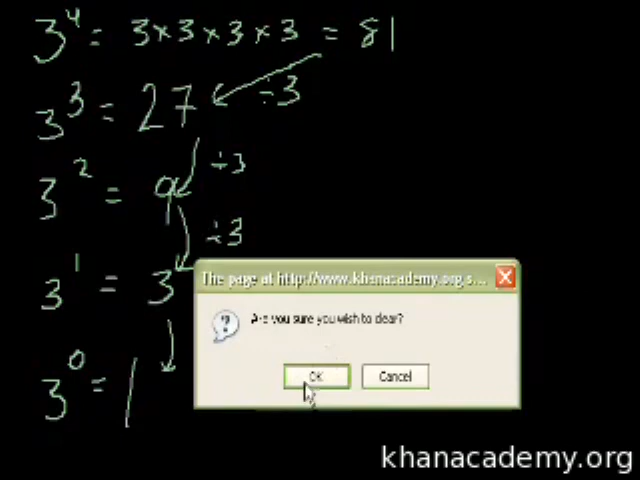 3⁴ = 3 × 3 × 3 × 3 = 81
÷3
3³ = 27
÷3
3² = 9
÷3
3¹ = 3
The page at http://www.khanacademy.org s...
Are you sure you wish to clear?
OK Cancel
3⁰ = 1
khanacademy.org